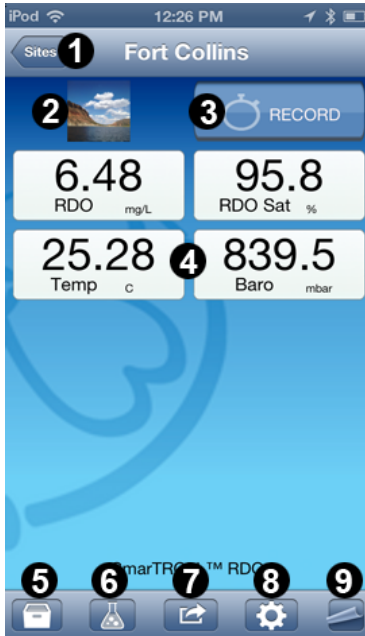 iPod 12:26 PM
Sites 1 Fort Collins
2 3 RECORD
6.48 95.8
RDO mg/L RDO Sat %
25.28 4 839.5
Temp C Baro mbar
5 6 7 8 9
™ RDO